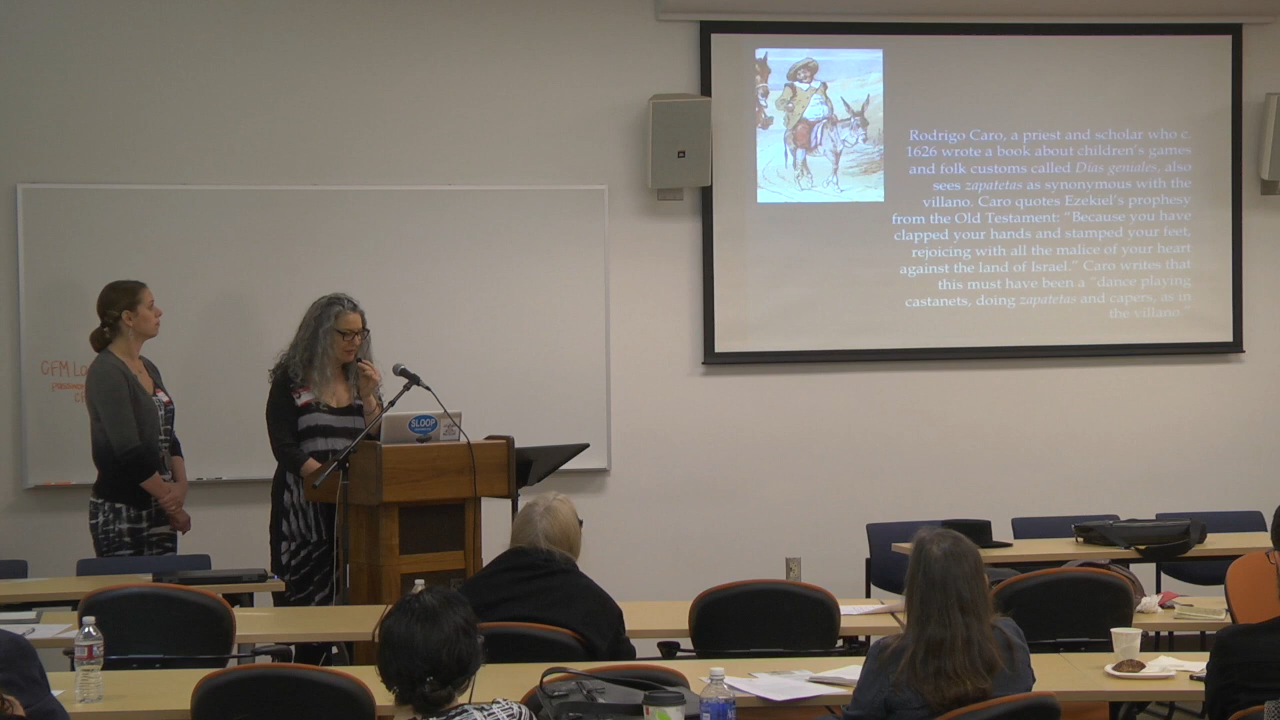 Rodrigo Caro, a priest and scholar who c.
1626 wrote a book about children's games
and folk customs called Dias geniales, also
sees zapatetas as synonymous with the
villano. Caro quotes Ezekiel's prophesy
from the Old Testament: "Because you have
clapped your hands and stamped your feet,
rejoicing with all the malice of your heart
against the land of Israel." Caro writes that
this must have been a "dance playing
castanets, doing zapatetas and capers, as in
the villano."
CFM Lo
SLOOP